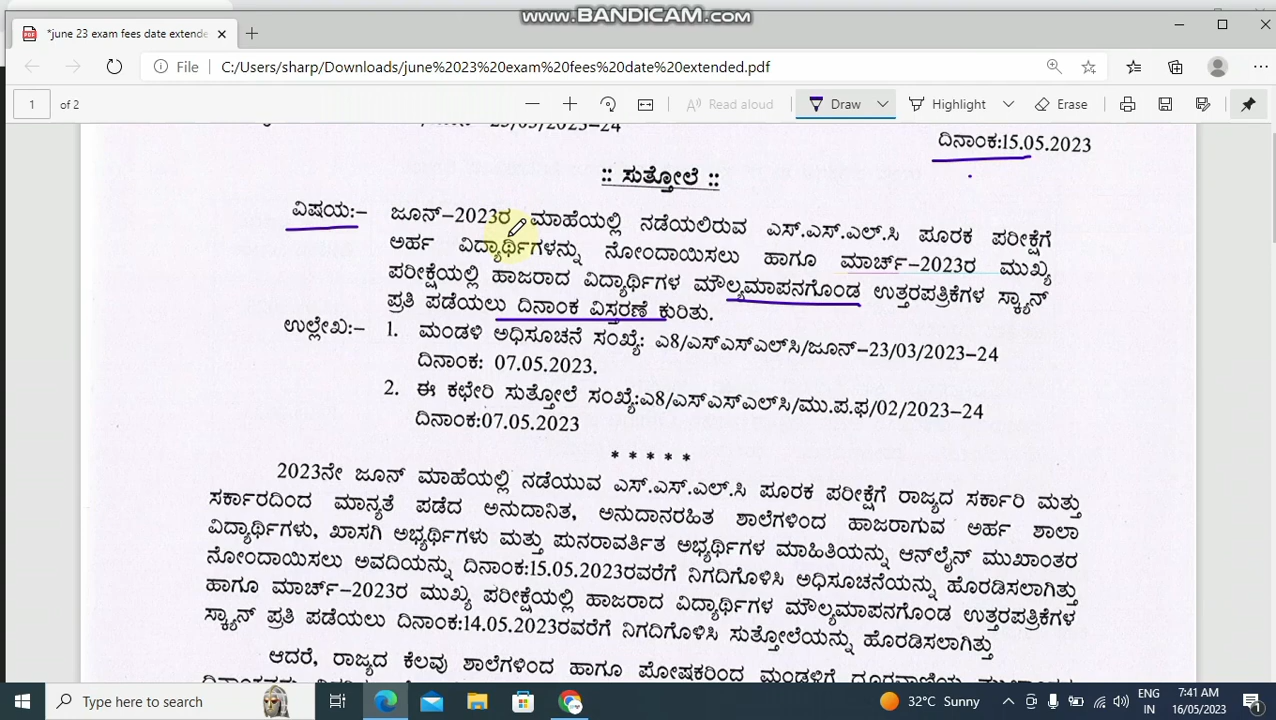 www.BANDICAM.com
*june 23 exam fees date extende
File C:/Users/sharp/Downloads/june%2023%20exam%20fees%20date%20extended.pdf
1 of 2 Read aloud Draw Highlight Erase
23/03/2023-24
ದಿನಾಂಕ:15.05.2023
:: ಸುತ್ತೋಲೆ ::
ವಿಷಯ:- ಜೂನ್-2023ರ ಮಾಹೆಯಲ್ಲಿ ನಡೆಯಲಿರುವ ಎಸ್.ಎಸ್.ಎಲ್.ಸಿ ಪೂರಕ ಪರೀಕ್ಷೆಗೆ
ಅರ್ಹ ವಿದ್ಯಾರ್ಥಿಗಳನ್ನು ನೋಂದಾಯಿಸಲು ಹಾಗೂ ಮಾರ್ಚ್-2023ರ ಮುಖ್ಯ
ಪರೀಕ್ಷೆಯಲ್ಲಿ ಹಾಜರಾದ ವಿದ್ಯಾರ್ಥಿಗಳ ಮೌಲ್ಯಮಾಪನಗೊಂಡ ಉತ್ತರಪತ್ರಿಕೆಗಳ ಸ್ಕ್ಯಾನ್
ಪ್ರತಿ ಪಡೆಯಲು ದಿನಾಂಕ ವಿಸ್ತರಣೆ ಕುರಿತು.
ಉಲ್ಲೇಖ:- 1. ಮಂಡಳಿ ಅಧಿಸೂಚನೆ ಸಂಖ್ಯೆ: ಎ8/ಎಸ್ಎಸ್ಎಲ್‌ಸಿ/ಜೂನ್-23/03/2023-24
ದಿನಾಂಕ: 07.05.2023.
2. ಈ ಕಛೇರಿ ಸುತ್ತೋಲೆ ಸಂಖ್ಯೆ:ಎ8/ಎಸ್ಎಸ್ಎಲ್‌ಸಿ/ಮು.ಪ.ಫ/02/2023-24
ದಿನಾಂಕ:07.05.2023
* * * * *
2023ನೇ ಜೂನ್ ಮಾಹೆಯಲ್ಲಿ ನಡೆಯುವ ಎಸ್.ಎಸ್.ಎಲ್.ಸಿ ಪೂರಕ ಪರೀಕ್ಷೆಗೆ ರಾಜ್ಯದ ಸರ್ಕಾರಿ ಮತ್ತು
ಸರ್ಕಾರದಿಂದ ಮಾನ್ಯತೆ ಪಡೆದ ಅನುದಾನಿತ, ಅನುದಾನರಹಿತ ಶಾಲೆಗಳಿಂದ ಹಾಜರಾಗುವ ಅರ್ಹ ಶಾಲಾ
ವಿದ್ಯಾರ್ಥಿಗಳು, ಖಾಸಗಿ ಅಭ್ಯರ್ಥಿಗಳು ಮತ್ತು ಪುನರಾವರ್ತಿತ ಅಭ್ಯರ್ಥಿಗಳ ಮಾಹಿತಿಯನ್ನು ಆನ್‌ಲೈನ್ ಮುಖಾಂತರ
ನೋಂದಾಯಿಸಲು ಅವದಿಯನ್ನು ದಿನಾಂಕ:15.05.2023ರವರೆಗೆ ನಿಗದಿಗೊಳಿಸಿ ಅಧಿಸೂಚನೆಯನ್ನು ಹೊರಡಿಸಲಾಗಿತ್ತು
ಹಾಗೂ ಮಾರ್ಚ್-2023ರ ಮುಖ್ಯ ಪರೀಕ್ಷೆಯಲ್ಲಿ ಹಾಜರಾದ ವಿದ್ಯಾರ್ಥಿಗಳ ಮೌಲ್ಯಮಾಪನಗೊಂಡ ಉತ್ತರಪತ್ರಿಕೆಗಳ
ಸ್ಕ್ಯಾನ್ ಪ್ರತಿ ಪಡೆಯಲು ದಿನಾಂಕ:14.05.2023ರವರೆಗೆ ನಿಗದಿಗೊಳಿಸಿ ಸುತ್ತೋಲೆಯನ್ನು ಹೊರಡಿಸಲಾಗಿತ್ತು
ಆದರೆ, ರಾಜ್ಯದ ಕೆಲವು ಶಾಲೆಗಳಿಂದ ಹಾಗೂ ಪೋಷಕರಿಂದ ಮಂಡಳಿಗೆ ದೂರವಾಣಿಯ
Type here to search 32°C Sunny ENG 7:41 AM
IN 16/05/2023 1